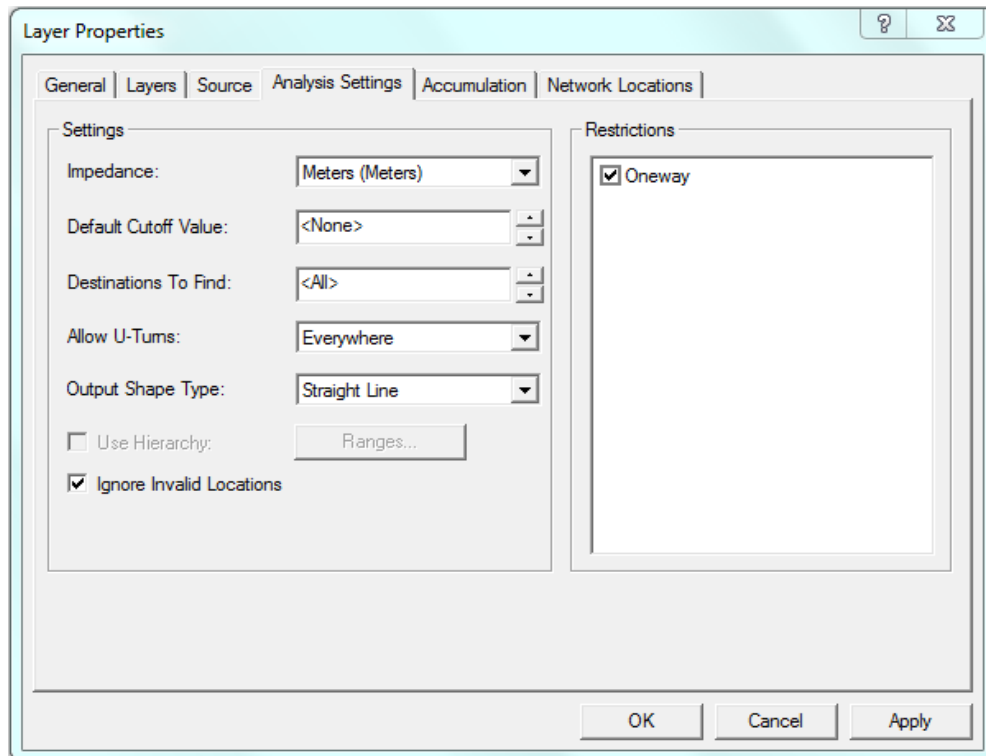 Layer Properties
General Layers Source Analysis Settings Accumulation Network Locations
Settings
Impedance: Meters (Meters)
Default Cutoff Value: <None>
Destinations To Find: <All>
Allow U-Turns: Everywhere
Output Shape Type: Straight Line
Use Hierarchy: Ranges...
Ignore Invalid Locations
Restrictions
Oneway
OK Cancel Apply